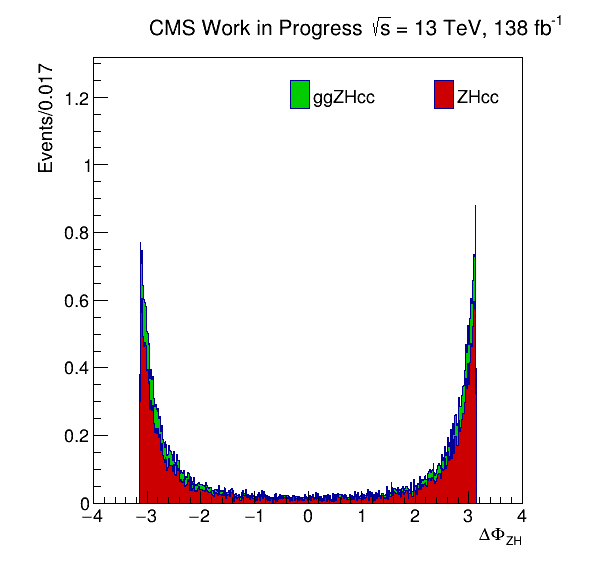 CMS Work in Progress √s = 13 TeV, 138 fb⁻¹
Events/0.017
ggZHcc ZHcc
1.2
1
0.8
0.6
0.4
0.2
0
−4 −3 −2 −1 0 1 2 3 4
ΔΦ_ZH